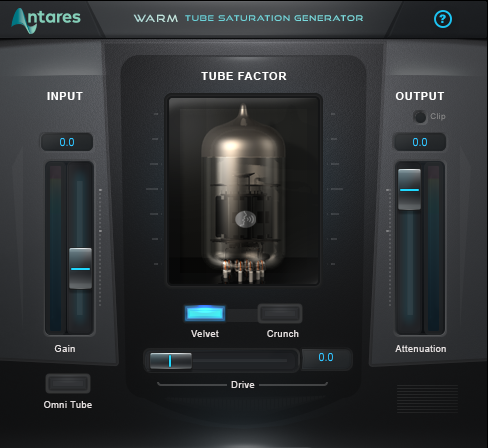 Antares
WARM TUBE SATURATION GENERATOR
?
TUBE FACTOR
INPUT
OUTPUT
Clip
0.0
0.0
Velvet
Crunch
Gain
Attenuation
0.0
Drive
Omni Tube